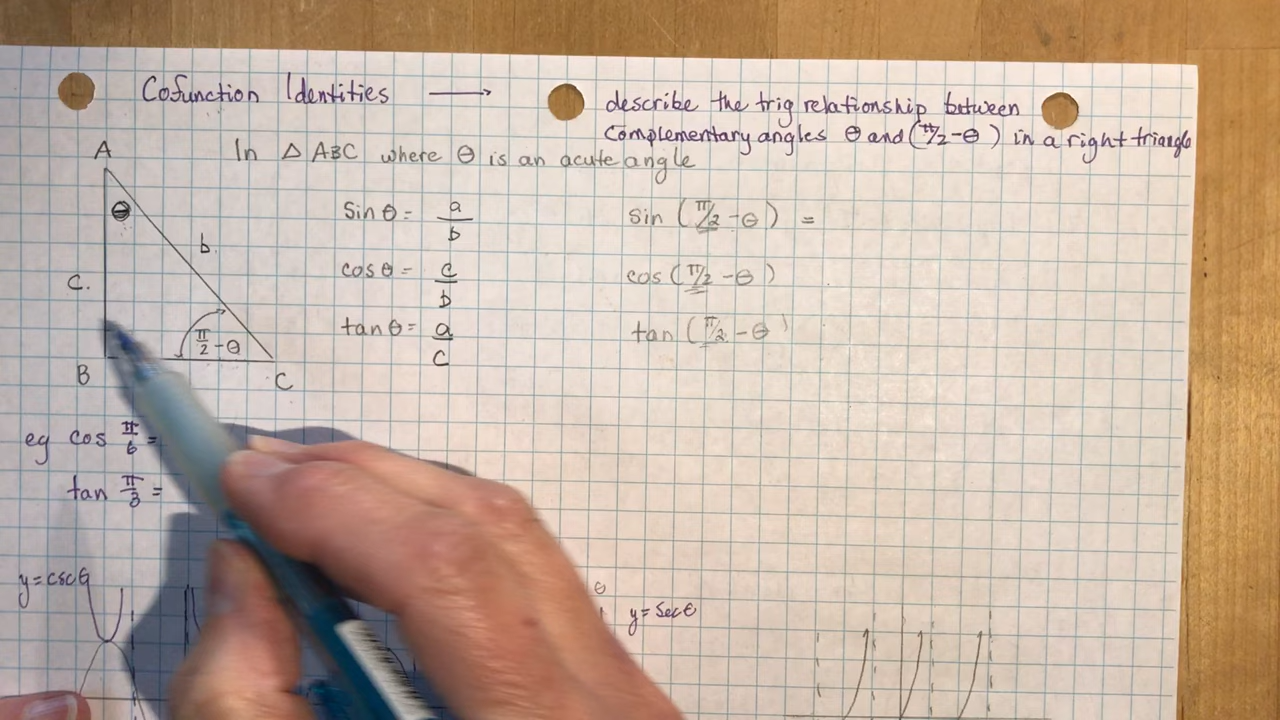 Cofunction Identities →
describe the trig relationship between
complementary angles θ and (π/2 - θ) in a right triangle
A
In △ ABC where θ is an acute angle
θ
sin θ = a/b
sin (π/2 - θ) =
b.
c.
cos θ = c/b
cos (π/2 - θ)
π/2 - θ
tan θ = a/c
tan (π/2 - θ)
B
C
eg cos π/6 =
tan π/3 =
y = csc θ
θ
y = sec θ